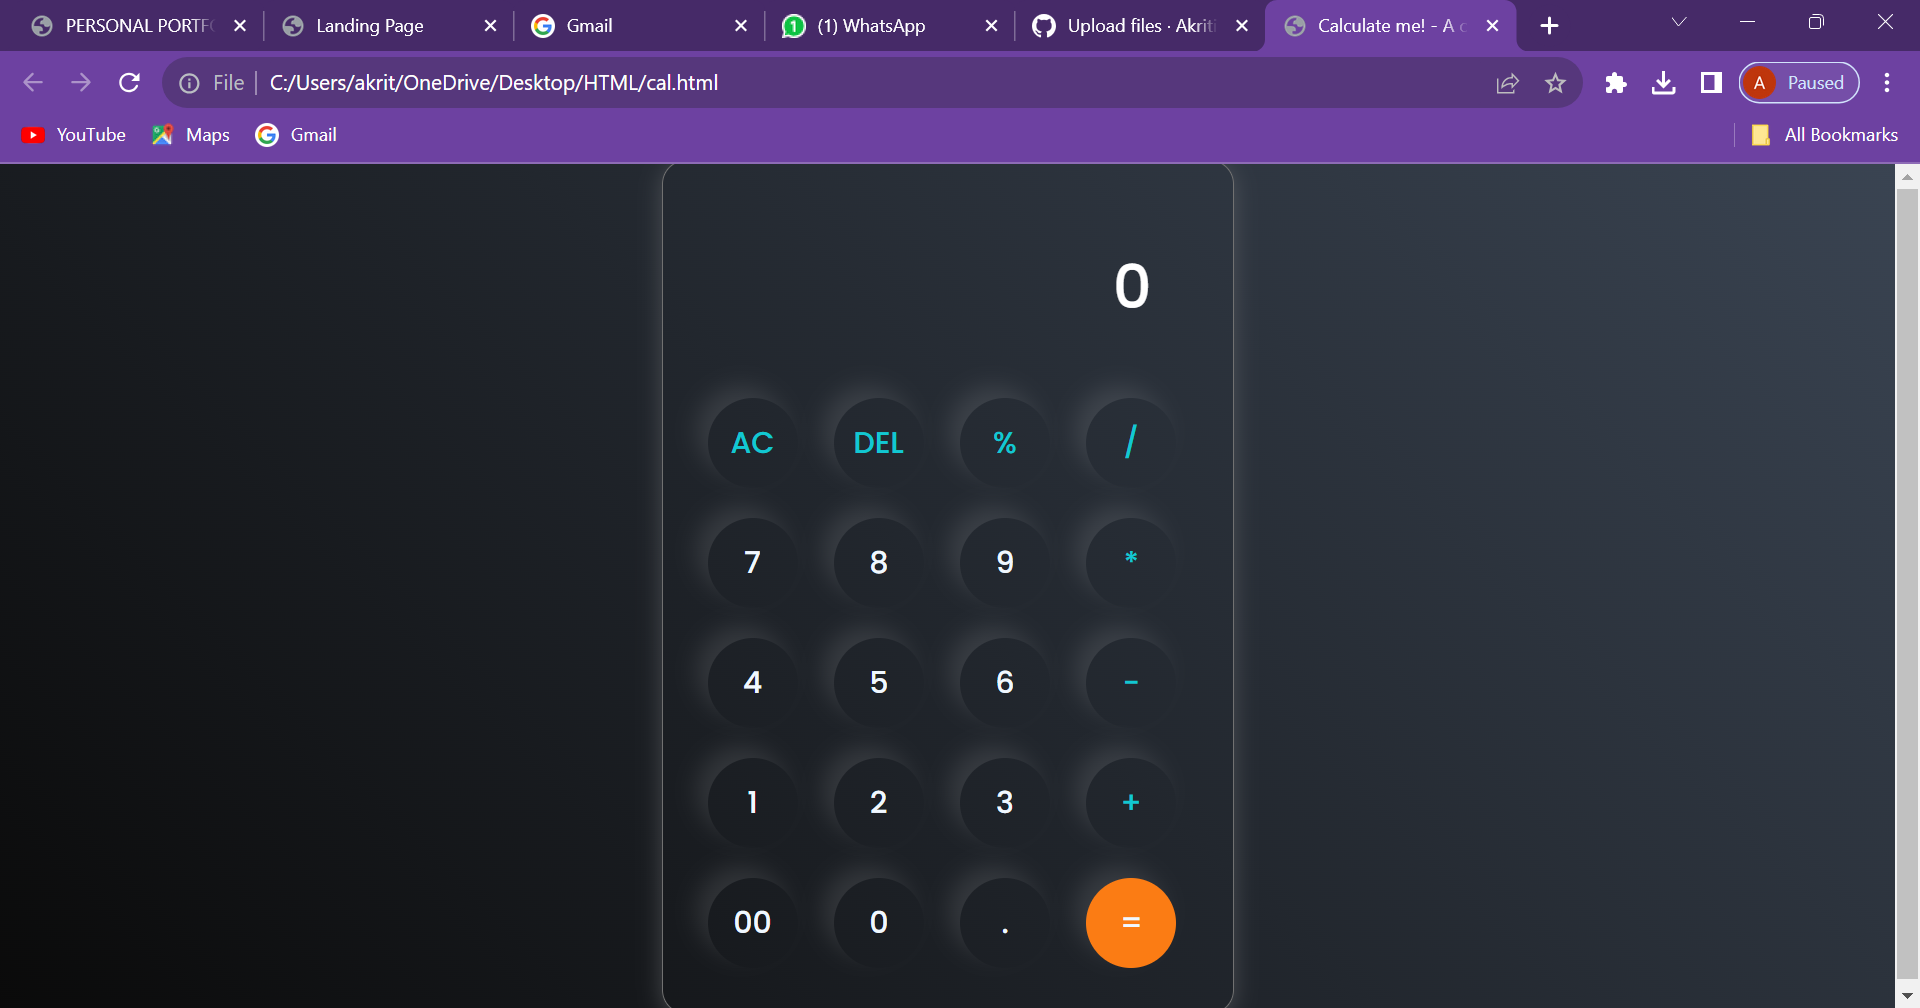 PERSONAL PORTF Landing Page Gmail (1) WhatsApp Upload files · Akriti Calculate me! - A c
File C:/Users/akrit/OneDrive/Desktop/HTML/cal.html A Paused
YouTube Maps Gmail All Bookmarks
0
AC DEL % /
7 8 9 *
4 5 6 -
1 2 3 +
00 0 . =